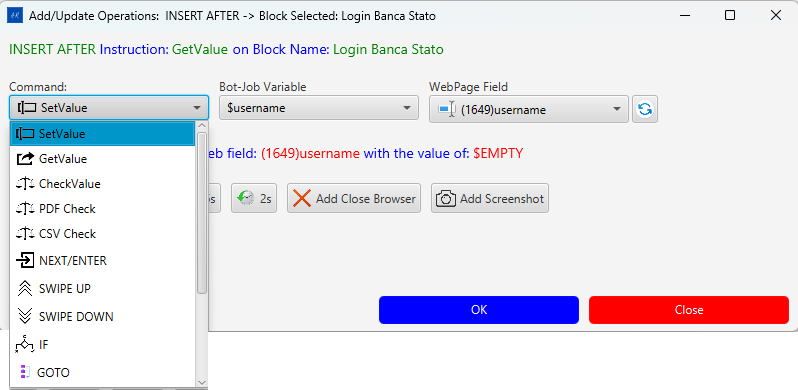 Add/Update Operations: INSERT AFTER -> Block Selected: Login Banca Stato
INSERT AFTER Instruction: GetValue on Block Name: Login Banca Stato
Command: Bot-Job Variable WebPage Field
SetValue $username (1649)username
SetValue
GetValue eb field: (1649)username with the value of: $EMPTY
CheckValue
PDF Check s 2s Add Close Browser Add Screenshot
CSV Check
NEXT/ENTER
SWIPE UP
SWIPE DOWN OK Close
IF
GOTO